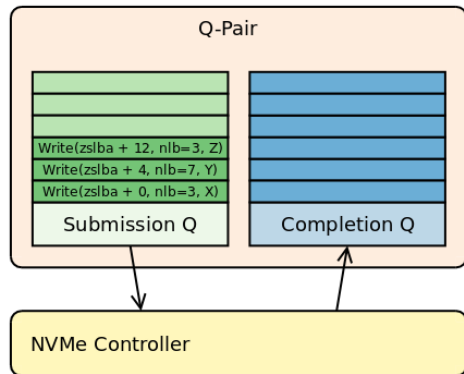 Q-Pair
Write(zslba + 12, nlb=3, Z)
Write(zslba + 4, nlb=7, Y)
Write(zslba + 0, nlb=3, X)
Submission Q
Completion Q
NVMe Controller